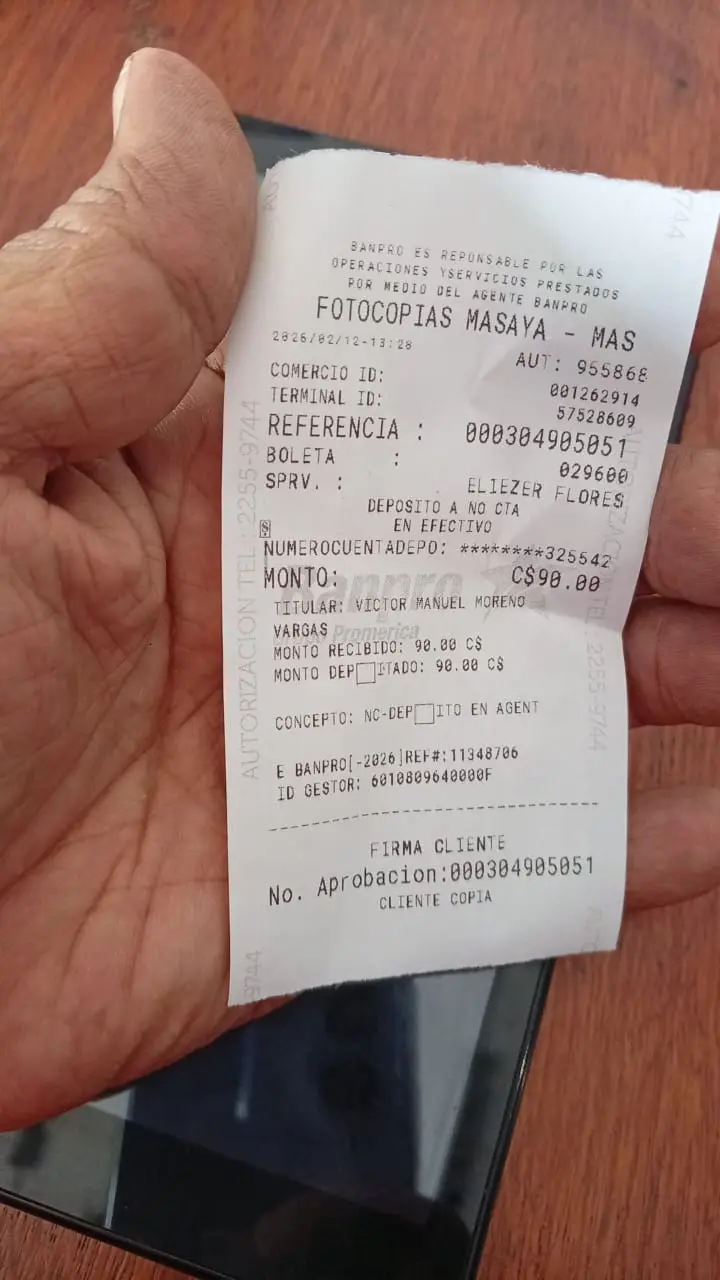 BANPRO ES REPONSABLE POR LAS
OPERACIONES YSERVICIOS PRESTADOS
POR MEDIO DEL AGENTE BANPRO
FOTOCOPIAS MASAYA - MAS
2026/02/12-13:28 AUT: 955868
COMERCIO ID: 001262914
TERMINAL ID: 57528609
REFERENCIA : 000304905051
BOLETA : 029600
SPRV. : ELIEZER FLORES
DEPOSITO A NO CTA
EN EFECTIVO
NUMEROCUENTADEPO: ********325542
MONTO: C$90.00
TITULAR: VICTOR MANUEL MORENO
VARGAS
MONTO RECIBIDO: 90.00 C$
MONTO DEP□ITADO: 90.00 C$
CONCEPTO: NC-DEP□ITO EN AGENT
E BANPRO[-2026]REF#:11348706
ID GESTOR: 6010809640000F
FIRMA CLIENTE
No. Aprobacion:000304905051
CLIENTE COPIA
AUTORIZACION TEL.: 2255-9744
Banpro
Grupo Promerica